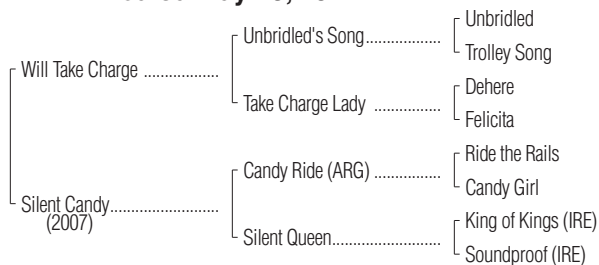 Unbridled
Unbridled's Song..................
Trolley Song
Will Take Charge ..................
Dehere
Take Charge Lady ................
Felicita
Ride the Rails
Candy Ride (ARG) ................
Candy Girl
Silent Candy..........................
(2007)
King of Kings (IRE)
Silent Queen..........................
Soundproof (IRE)